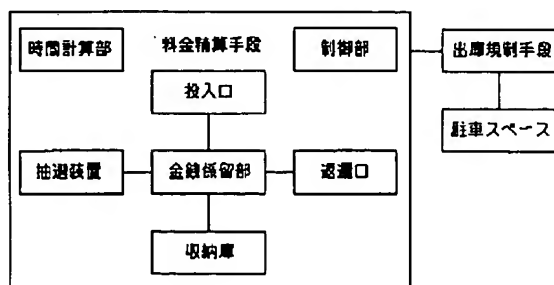 時間計算部
料金精算手段
制御部
出庫規制手段
投入口
駐車スペース
抽選装置
金銭係留部
返還口
収納庫